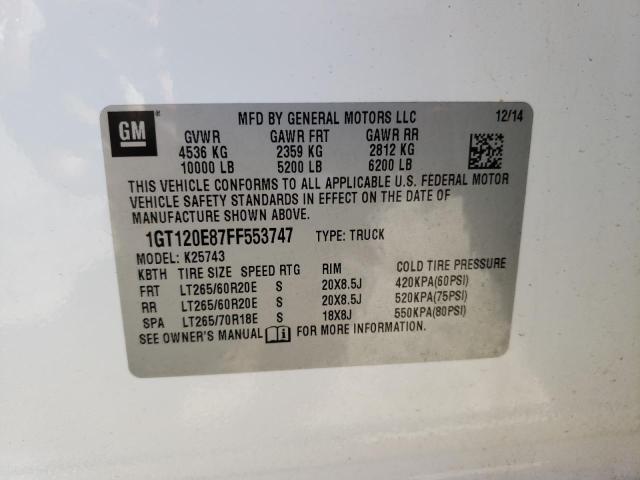 GM
MFD BY GENERAL MOTORS LLC 12/14
GVWR GAWR FRT GAWR RR
4536 KG 2359 KG 2812 KG
10000 LB 5200 LB 6200 LB
THIS VEHICLE CONFORMS TO ALL APPLICABLE U.S. FEDERAL MOTOR
VEHICLE SAFETY STANDARDS IN EFFECT ON THE DATE OF
MANUFACTURE SHOWN ABOVE.
1GT120E87FF553747 TYPE: TRUCK
MODEL: K25743
KBTH TIRE SIZE SPEED RTG RIM COLD TIRE PRESSURE
FRT LT265/60R20E S 20X8.5J 420KPA(60PSI)
RR LT265/60R20E S 20X8.5J 520KPA(75PSI)
SPA LT265/70R18E S 18X8J 550KPA(80PSI)
SEE OWNER'S MANUAL FOR MORE INFORMATION.